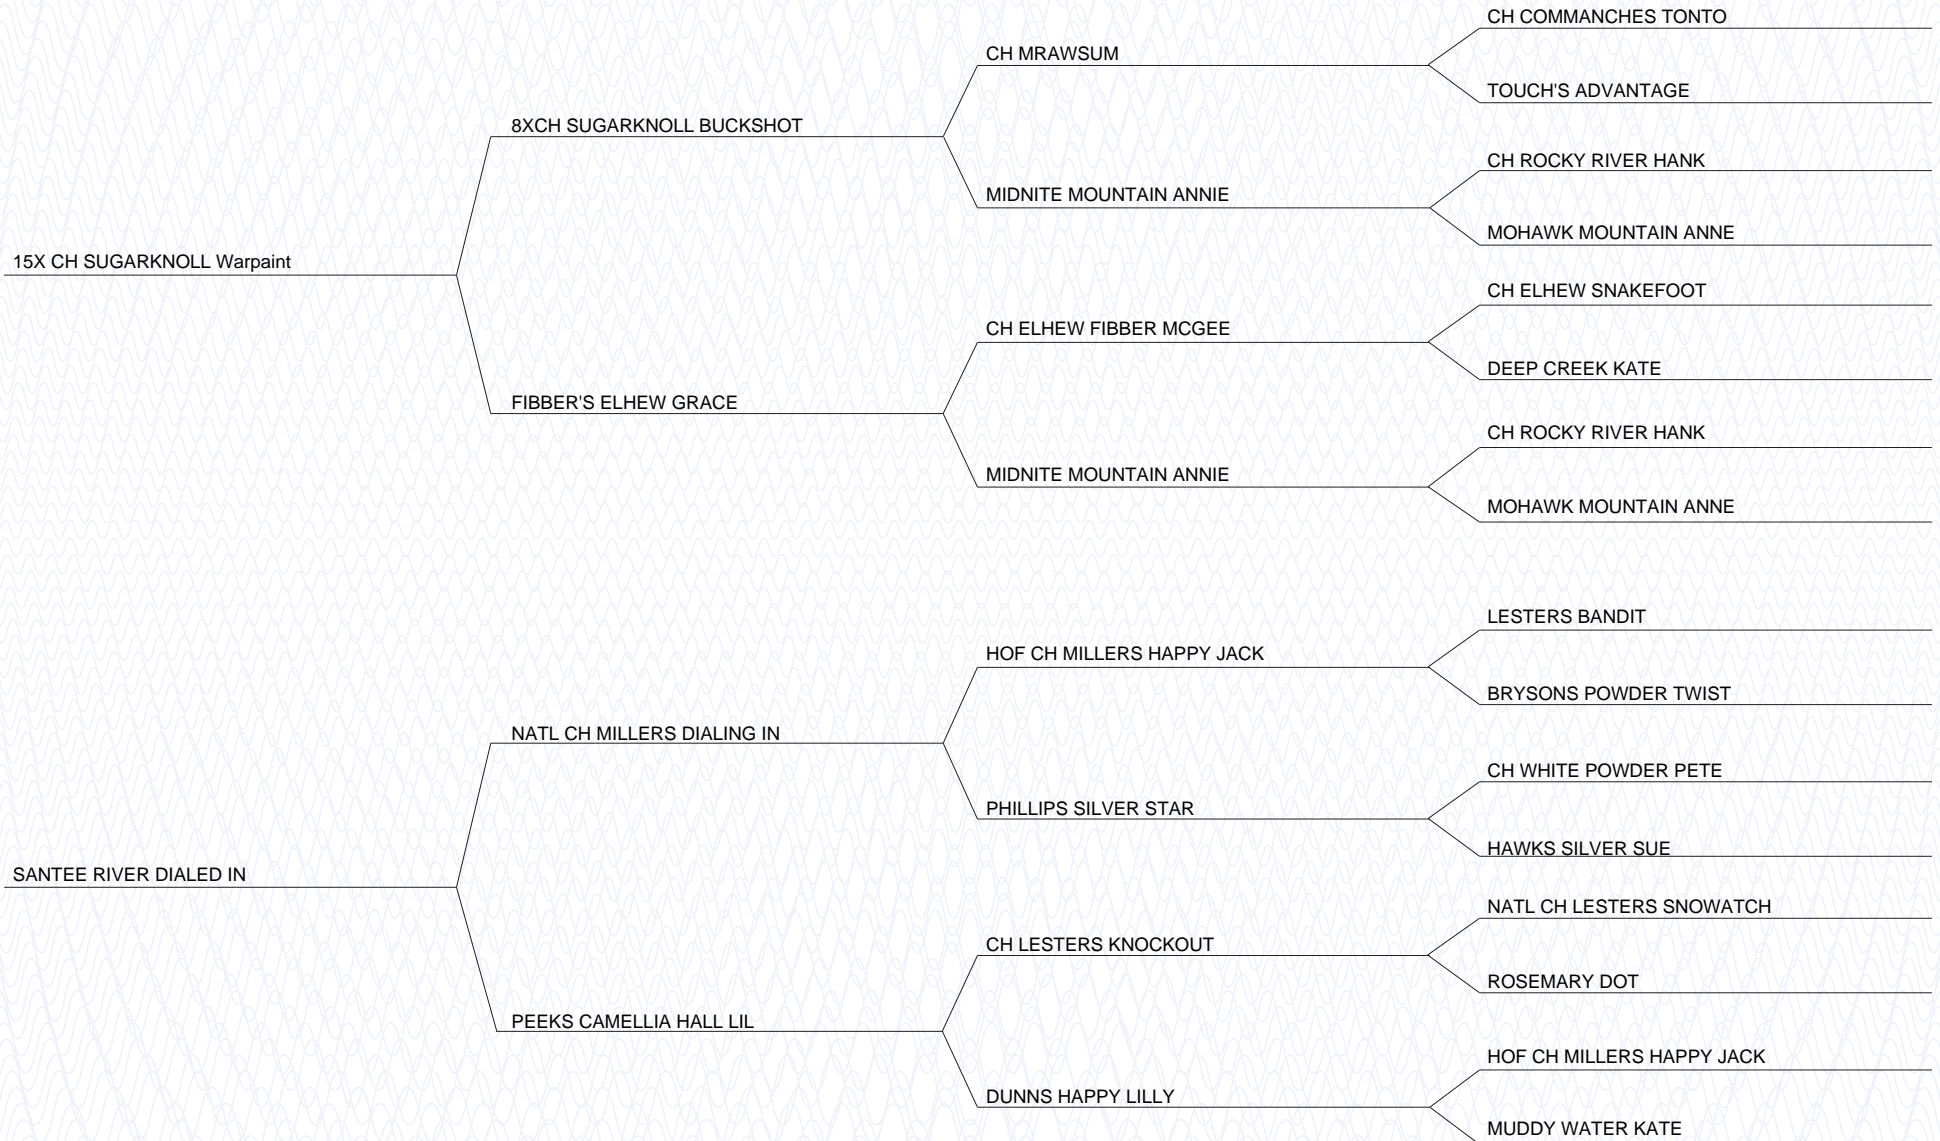 CH COMMANCHES TONTO
CH MRAWSUM
TOUCH'S ADVANTAGE
8XCH SUGARKNOLL BUCKSHOT
CH ROCKY RIVER HANK
MIDNITE MOUNTAIN ANNIE
MOHAWK MOUNTAIN ANNE
15X CH SUGARKNOLL Warpaint
CH ELHEW SNAKEFOOT
CH ELHEW FIBBER MCGEE
DEEP CREEK KATE
FIBBER'S ELHEW GRACE
CH ROCKY RIVER HANK
MIDNITE MOUNTAIN ANNIE
MOHAWK MOUNTAIN ANNE
LESTERS BANDIT
HOF CH MILLERS HAPPY JACK
BRYSONS POWDER TWIST
NATL CH MILLERS DIALING IN
CH WHITE POWDER PETE
PHILLIPS SILVER STAR
HAWKS SILVER SUE
SANTEE RIVER DIALED IN
NATL CH LESTERS SNOWATCH
CH LESTERS KNOCKOUT
ROSEMARY DOT
PEEKS CAMELLIA HALL LIL
HOF CH MILLERS HAPPY JACK
DUNNS HAPPY LILLY
MUDDY WATER KATE